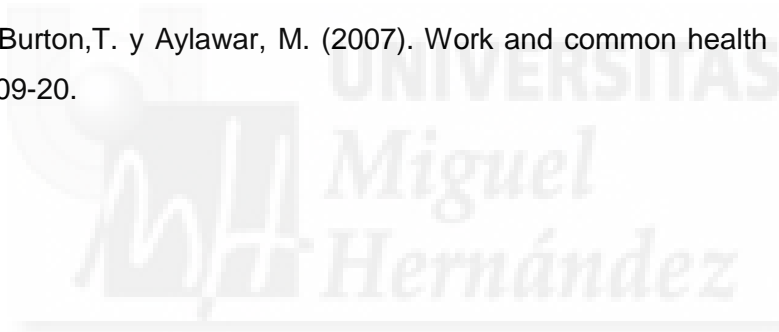 Burton,T. y Aylawar, M. (2007). Work and common health
09-20.
UNIVERSITAS
Miguel
Hernández